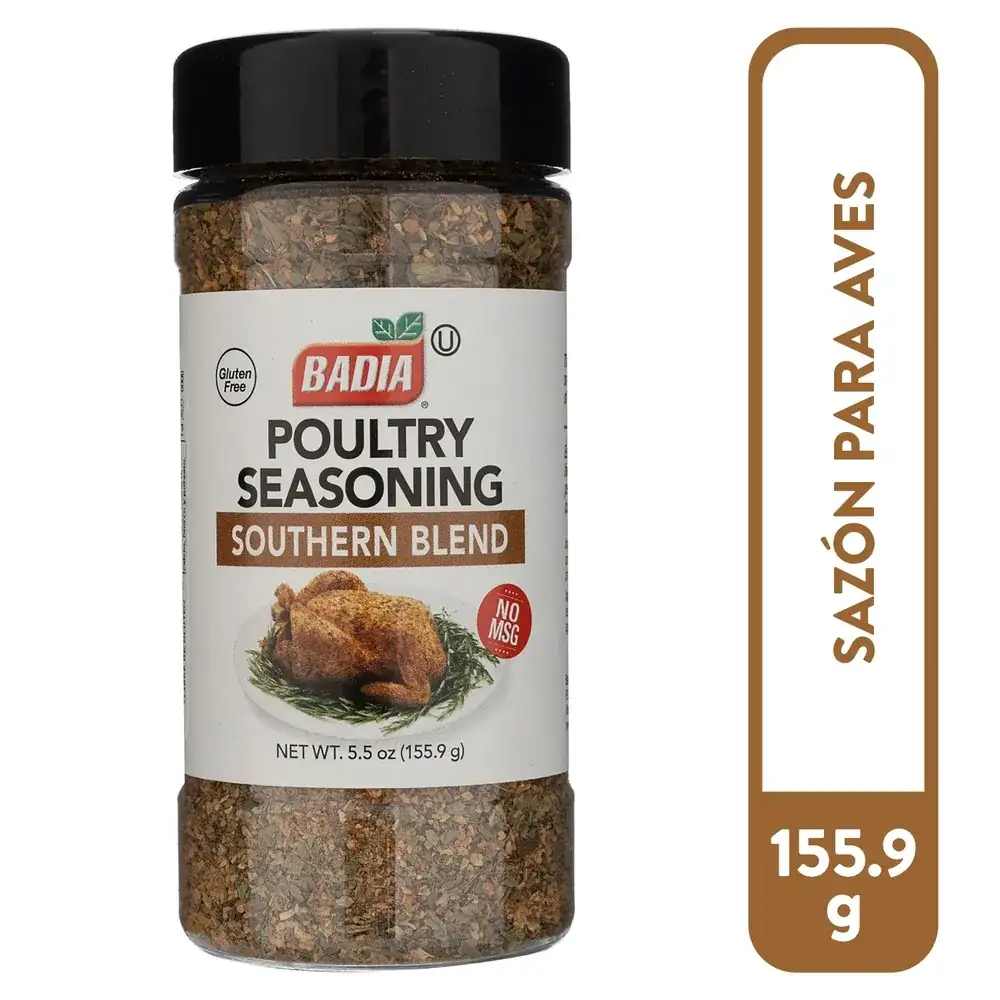 Gluten
Free
BADIA
®
U
POULTRY
SEASONING
SOUTHERN BLEND
NO
MSG
NET WT. 5.5 oz (155.9 g)
SAZÓN PARA AVES
155.9
g